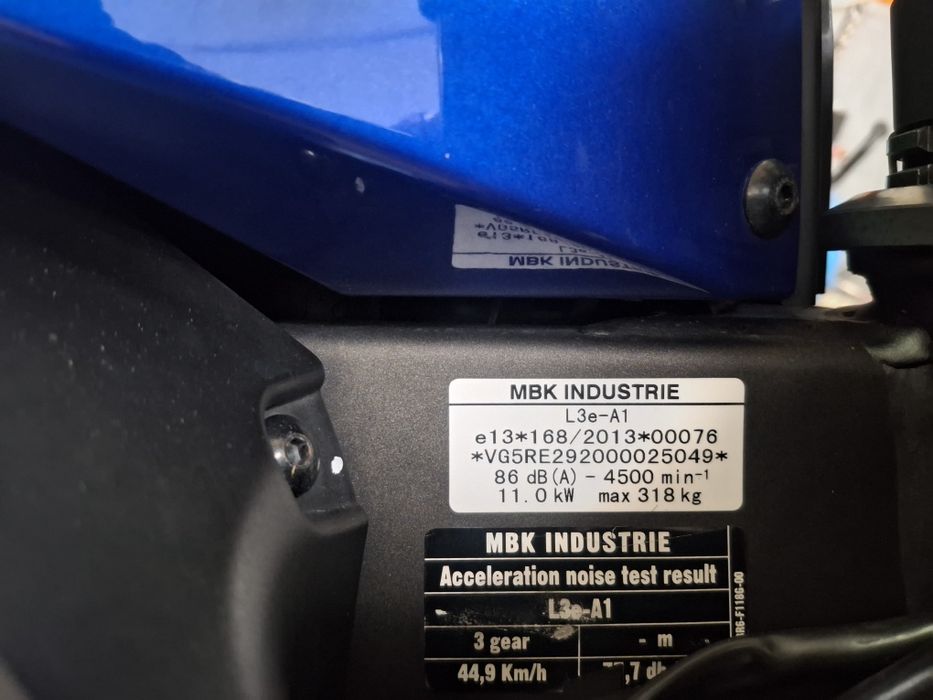 MBK INDUSTRIE
L3e-A1
e13*168/2013*00076
*VG5RE292000025049*
86 dB(A) - 4500 min⁻¹
11.0 kW max 318 kg
MBK INDUSTRIE
Acceleration noise test result
L3e-A1
3 gear - m
44,9 Km/h